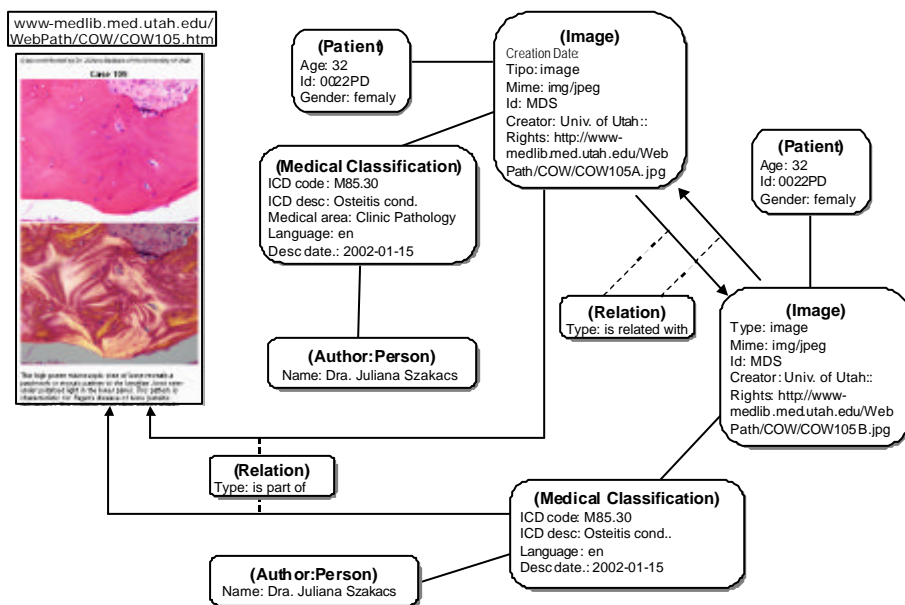 www-medlib.med.utah.edu/
WebPath/COW/COW105.htm
Case 105
(Patient)
Age: 32
Id: 0022PD
Gender: femaly
(Image)
Creation Date:
Tipo: image
Mime: img/jpeg
Id: MDS
Creator: Univ. of Utah::
Rights: http://www-
medlib.med.utah.edu/Web
Path/COW/COW105A.jpg
(Medical Classification)
ICD code: M85.30
ICD desc: Osteitis cond.
Medical area: Clinic Pathology
Language: en
Desc date.: 2002-01-15
(Patient)
Age: 32
Id: 0022PD
Gender: femaly
(Relation)
Type: is related with
(Author:Person)
Name: Dra. Juliana Szakacs
(Image)
Type: image
Mime: img/jpeg
Id: MDS
Creator: Univ. of Utah::
Rights: http://www-
medlib.med.utah.edu/Web
Path/COW/COW105B.jpg
(Relation)
Type: is part of
(Medical Classification)
ICD code: M85.30
ICD desc: Osteitis cond..
Language: en
Desc date.: 2002-01-15
(Author:Person)
Name: Dra. Juliana Szakacs